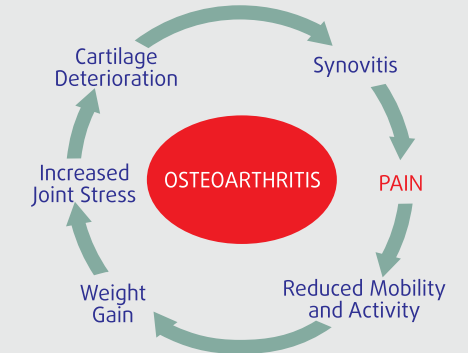 Cartilage
Deterioration
Synovitis
Increased
Joint Stress
OSTEOARTHRITIS
PAIN
Weight
Gain
Reduced Mobility
and Activity